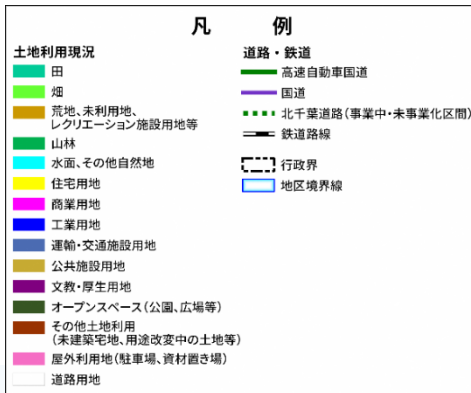 凡　例
土地利用現況
田
畑
荒地、未利用地、
レクリエーション施設用地等
山林
水面、その他自然地
住宅用地
商業用地
工業用地
運輸・交通施設用地
公共施設用地
文教・厚生用地
オープンスペース（公園、広場等）
その他土地利用
（未建築宅地、用途改変中の土地等）
屋外利用地（駐車場、資材置き場）
道路用地
道路・鉄道
高速自動車国道
国道
北千葉道路（事業中・未事業化区間）
鉄道路線
行政界
地区境界線